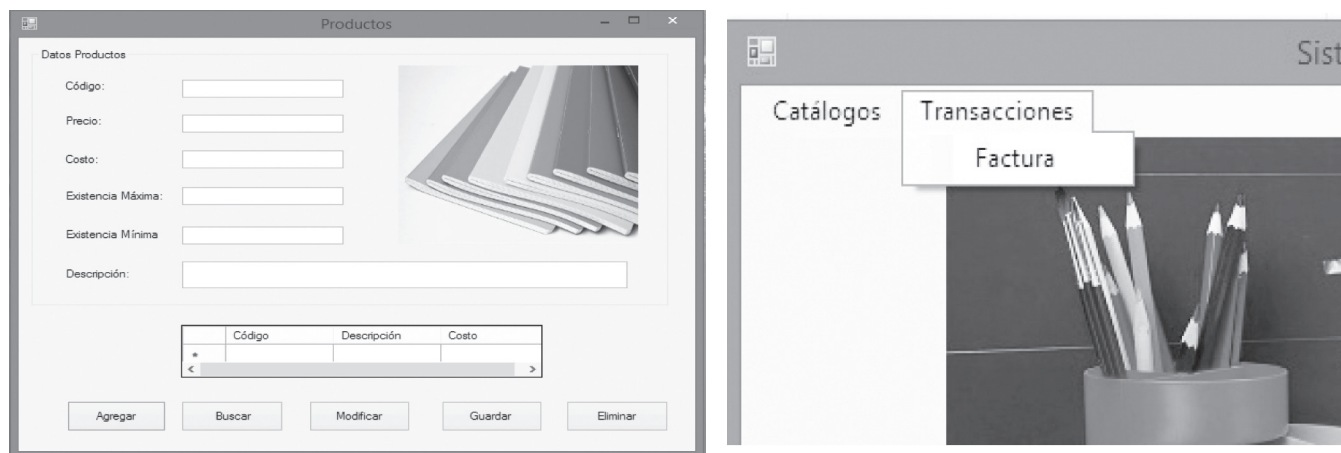 Productos
Datos Productos
Código:
Precio:
Costo:
Existencia Máxima:
Existencia Mínima
Descripción:
Código Descripción Costo
*
Agregar Buscar Modificar Guardar Eliminar
Sist
Catálogos Transacciones
Factura